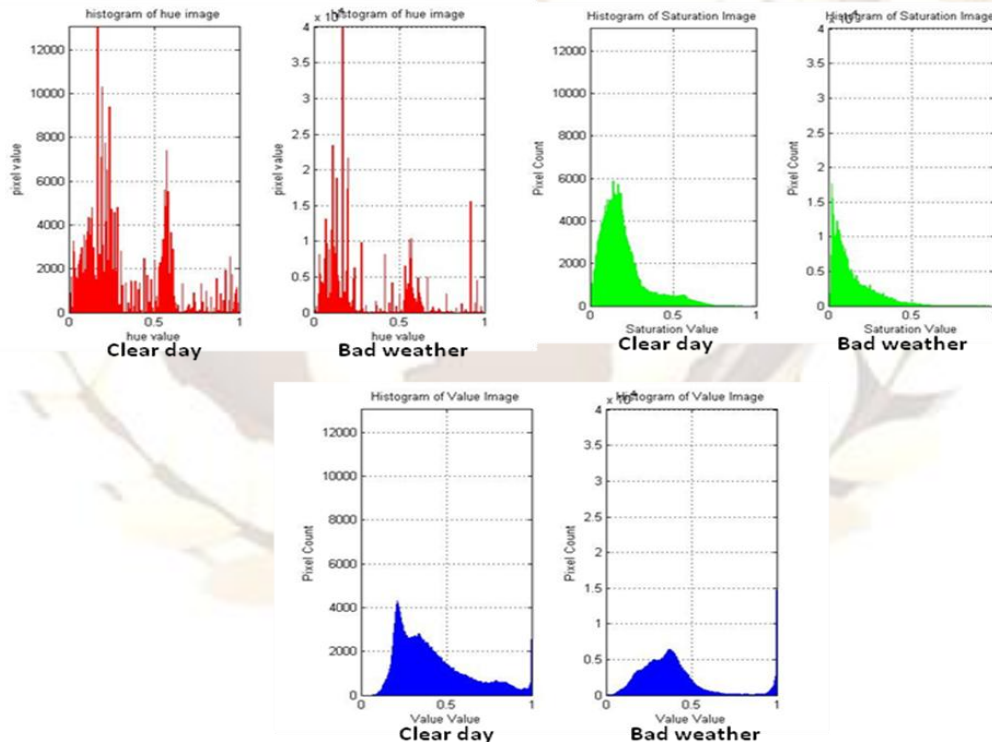 histogram of hue image
12000
10000
8000
6000
4000
2000
0
pixel value
0 0.5 1
hue value
Clear day
x 10^4
histogram of hue image
4
3.5
3
2.5
2
1.5
1
0.5
0
pixel value
0 0.5 1
hue value
Bad weather
Histogram of Saturation Image
12000
10000
8000
6000
4000
2000
0
Pixel Count
0 0.5 1
Saturation Value
Clear day
x 10^4
Histogram of Saturation Image
4
3.5
3
2.5
2
1.5
1
0.5
0
Pixel Count
0 0.5
Saturation Value
Bad weather
Histogram of Value Image
12000
10000
8000
6000
4000
2000
0
Pixel Count
0 0.5 1
Value Value
Clear day
x 10^4
Histogram of Value Image
4
3.5
3
2.5
2
1.5
1
0.5
0
Pixel Count
0 0.5 1
Value Value
Bad weather